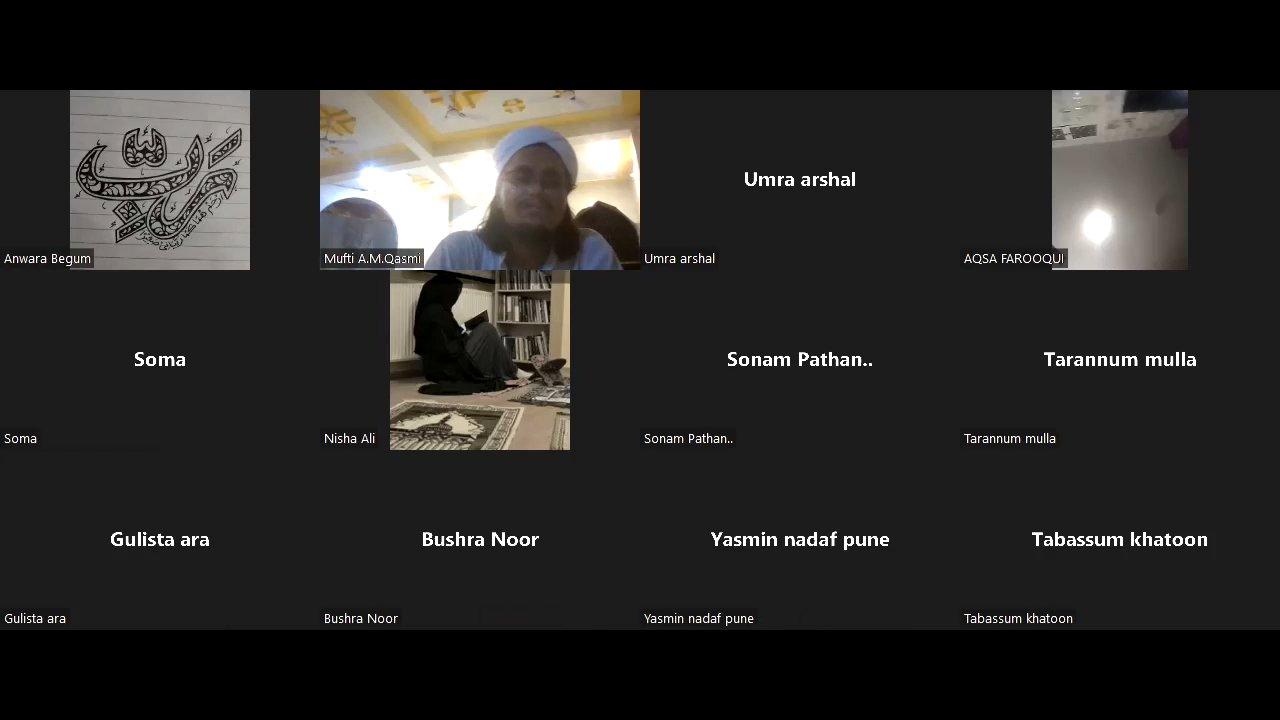 Anwara Begum
Mufti A.M.Qasmi
Umra arshal
Umra arshal
AQSA FAROOQUI
Soma
Soma
Nisha Ali
Sonam Pathan..
Sonam Pathan..
Tarannum mulla
Tarannum mulla
Gulista ara
Gulista ara
Bushra Noor
Bushra Noor
Yasmin nadaf pune
Yasmin nadaf pune
Tabassum khatoon
Tabassum khatoon